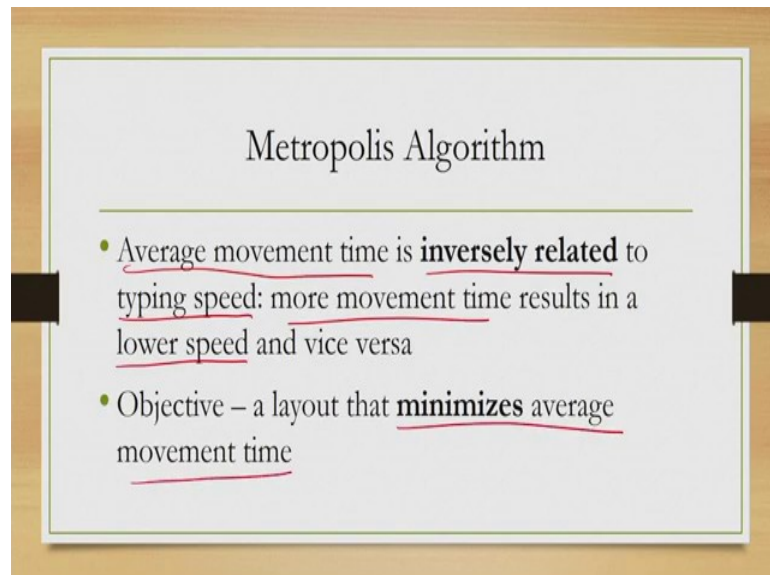 Metropolis Algorithm
• Average movement time is inversely related to
typing speed: more movement time results in a
lower speed and vice versa
• Objective – a layout that minimizes average
movement time